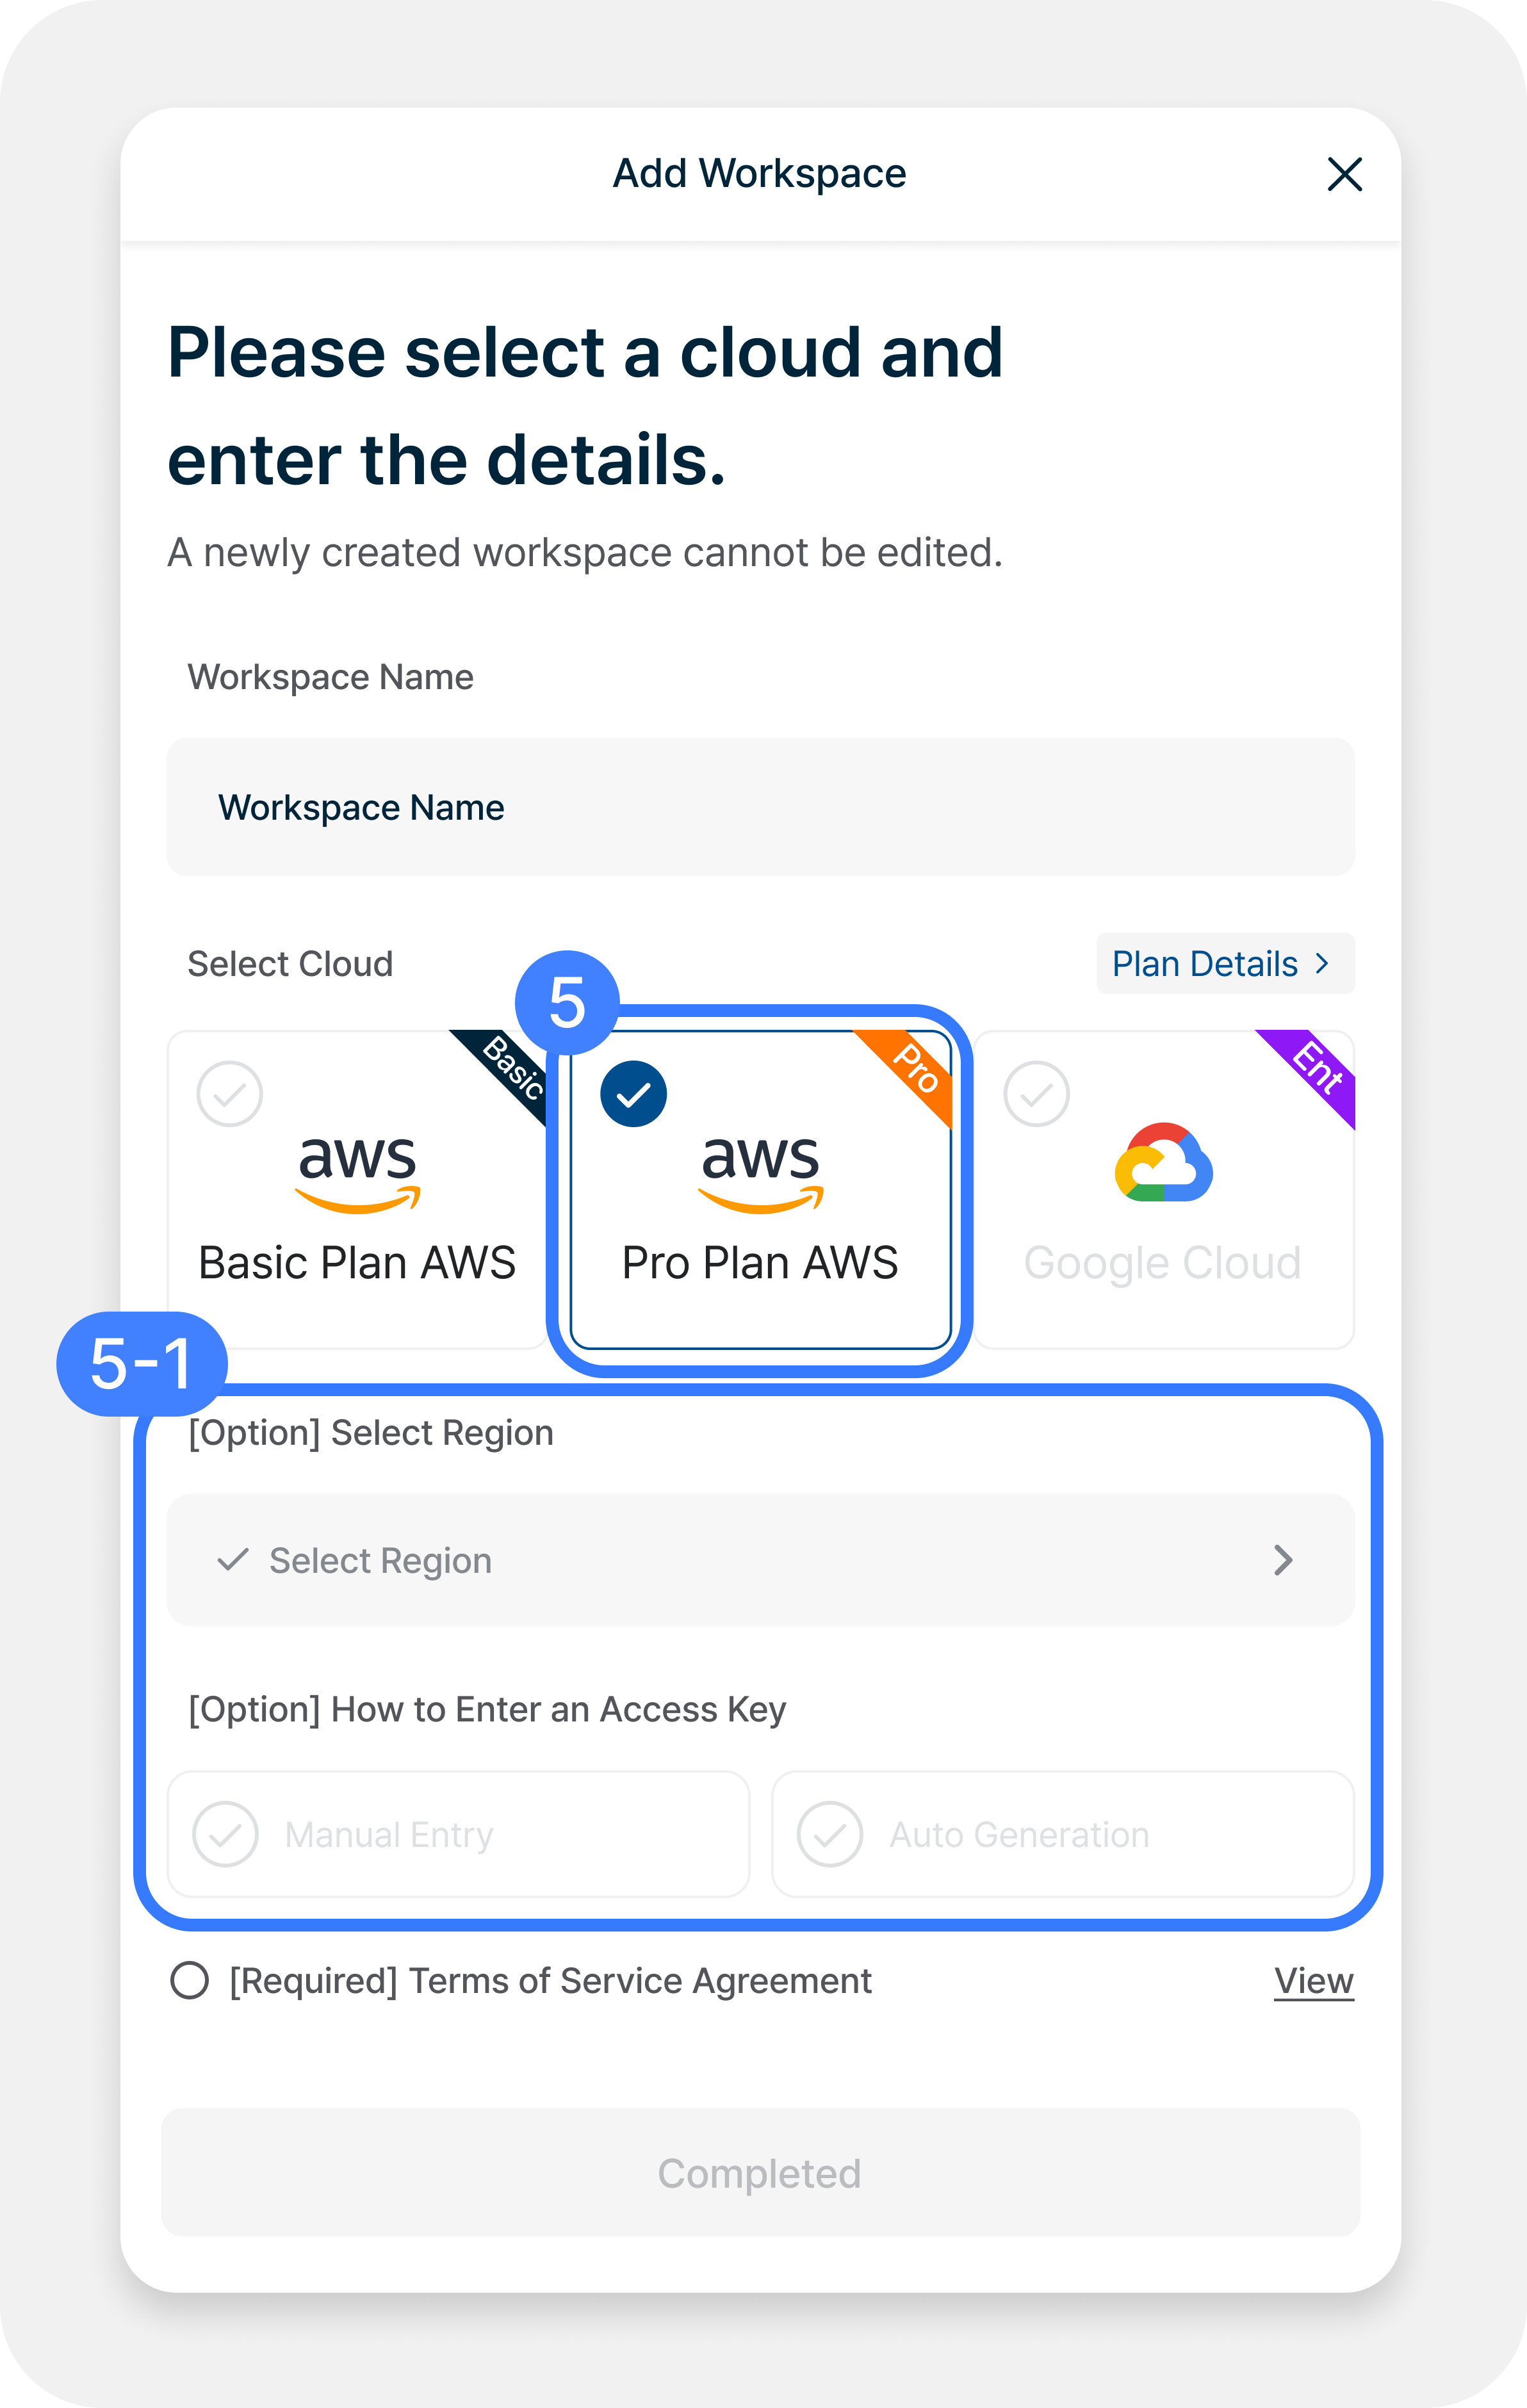 Add Workspace
Please select a cloud and
enter the details.
A newly created workspace cannot be edited.
Workspace Name
Workspace Name
Select Cloud
Plan Details
5
Basic
aws
Basic Plan AWS
Pro
aws
Pro Plan AWS
Ent
Google Cloud
5-1
[Option] Select Region
Select Region
[Option] How to Enter an Access Key
Manual Entry
Auto Generation
[Required] Terms of Service Agreement
View
Completed